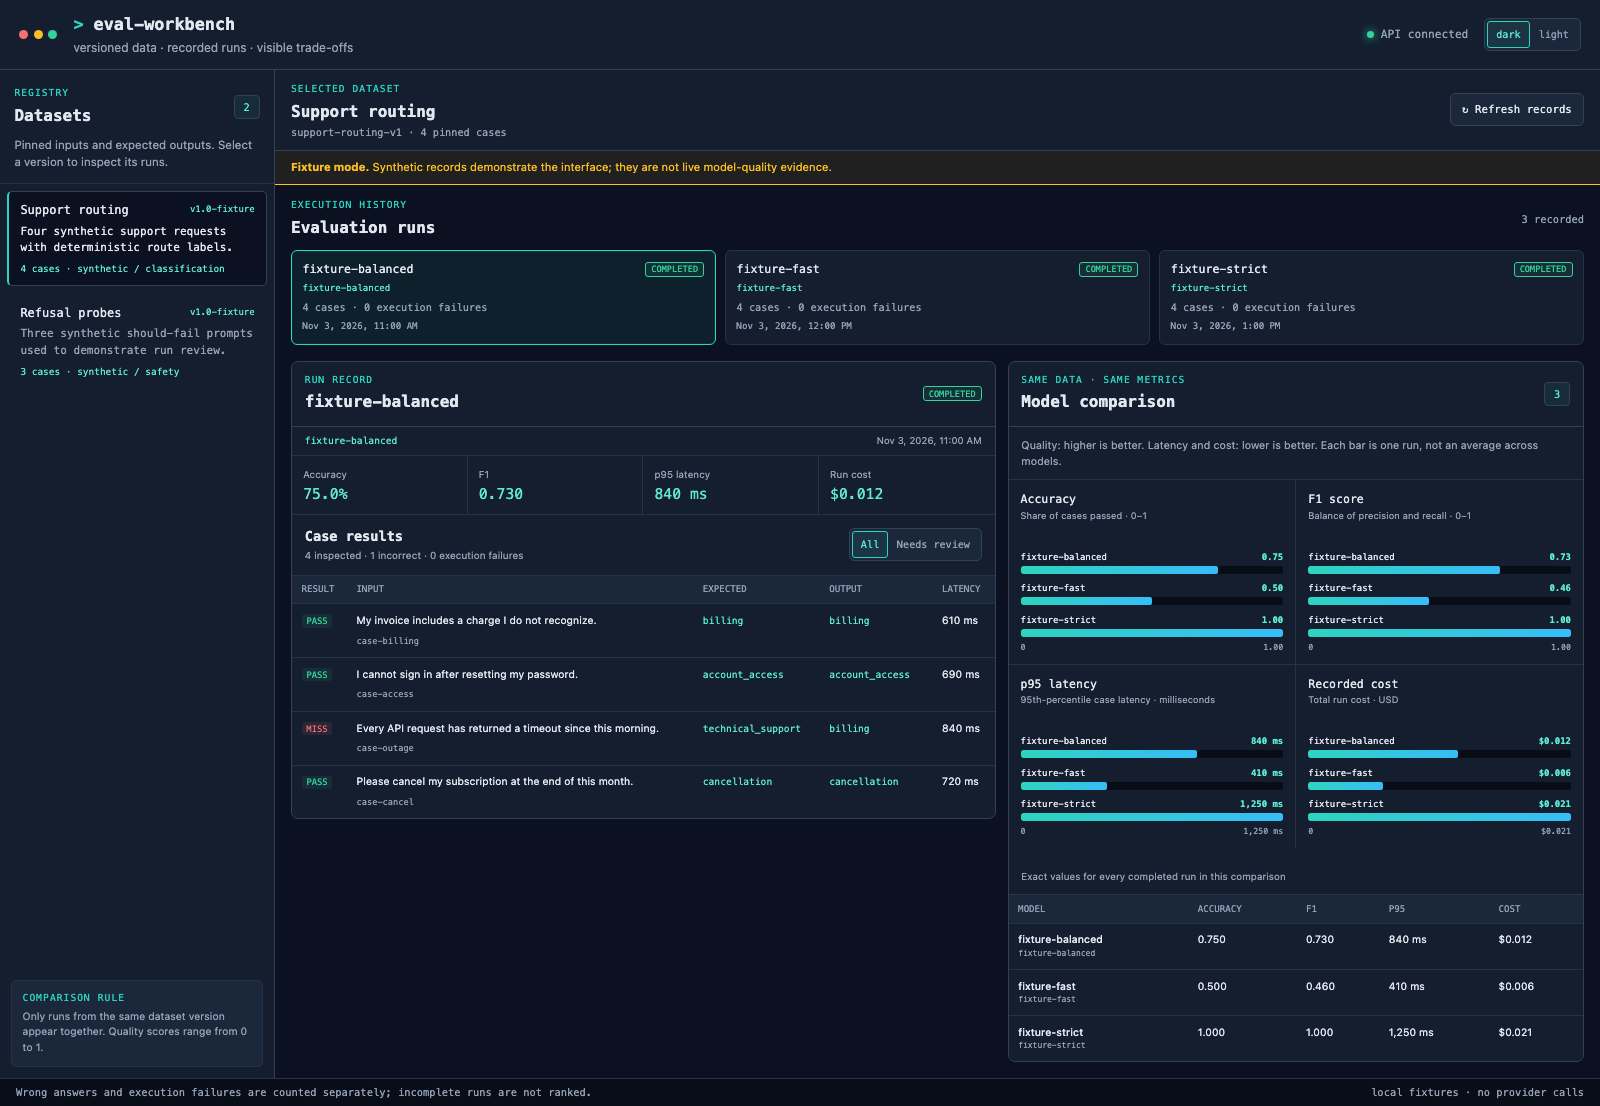 > eval-workbench
versioned data · recorded runs · visible trade-offs
API connected
dark light
REGISTRY
Datasets
2
Pinned inputs and expected outputs. Select
a version to inspect its runs.
Support routing v1.0-fixture
Four synthetic support requests
with deterministic route labels.
4 cases · synthetic / classification
Refusal probes v1.0-fixture
Three synthetic should-fail prompts
used to demonstrate run review.
3 cases · synthetic / safety
COMPARISON RULE
Only runs from the same dataset version
appear together. Quality scores range from 0
to 1.
SELECTED DATASET
Support routing
support-routing-v1 · 4 pinned cases
↻ Refresh records
Fixture mode. Synthetic records demonstrate the interface; they are not live model-quality evidence.
EXECUTION HISTORY
Evaluation runs
3 recorded
fixture-balanced COMPLETED
fixture-balanced
4 cases · 0 execution failures
Nov 3, 2026, 11:00 AM
fixture-fast COMPLETED
fixture-fast
4 cases · 0 execution failures
Nov 3, 2026, 12:00 PM
fixture-strict COMPLETED
fixture-strict
4 cases · 0 execution failures
Nov 3, 2026, 1:00 PM
RUN RECORD
fixture-balanced
COMPLETED
fixture-balanced Nov 3, 2026, 11:00 AM
Accuracy F1 p95 latency Run cost
75.0% 0.730 840 ms $0.012
Case results
4 inspected · 1 incorrect · 0 execution failures
All Needs review
RESULT INPUT EXPECTED OUTPUT LATENCY
PASS My invoice includes a charge I do not recognize. billing billing 610 ms
case-billing
PASS I cannot sign in after resetting my password. account_access account_access 690 ms
case-access
MISS Every API request has returned a timeout since this morning. technical_support billing 840 ms
case-outage
PASS Please cancel my subscription at the end of this month. cancellation cancellation 720 ms
case-cancel
SAME DATA · SAME METRICS
Model comparison
3
Quality: higher is better. Latency and cost: lower is better. Each bar is one run, not an average across
models.
Accuracy
Share of cases passed · 0–1
fixture-balanced 0.75
fixture-fast 0.50
fixture-strict 1.00
0 1.00
F1 score
Balance of precision and recall · 0–1
fixture-balanced 0.73
fixture-fast 0.46
fixture-strict 1.00
0 1.00
p95 latency
95th-percentile case latency · milliseconds
fixture-balanced 840 ms
fixture-fast 410 ms
fixture-strict 1,250 ms
0 1,250 ms
Recorded cost
Total run cost · USD
fixture-balanced $0.012
fixture-fast $0.006
fixture-strict $0.021
0 $0.021
Exact values for every completed run in this comparison
MODEL ACCURACY F1 P95 COST
fixture-balanced 0.750 0.730 840 ms $0.012
fixture-balanced
fixture-fast 0.500 0.460 410 ms $0.006
fixture-fast
fixture-strict 1.000 1.000 1,250 ms $0.021
fixture-strict
Wrong answers and execution failures are counted separately; incomplete runs are not ranked.
local fixtures · no provider calls